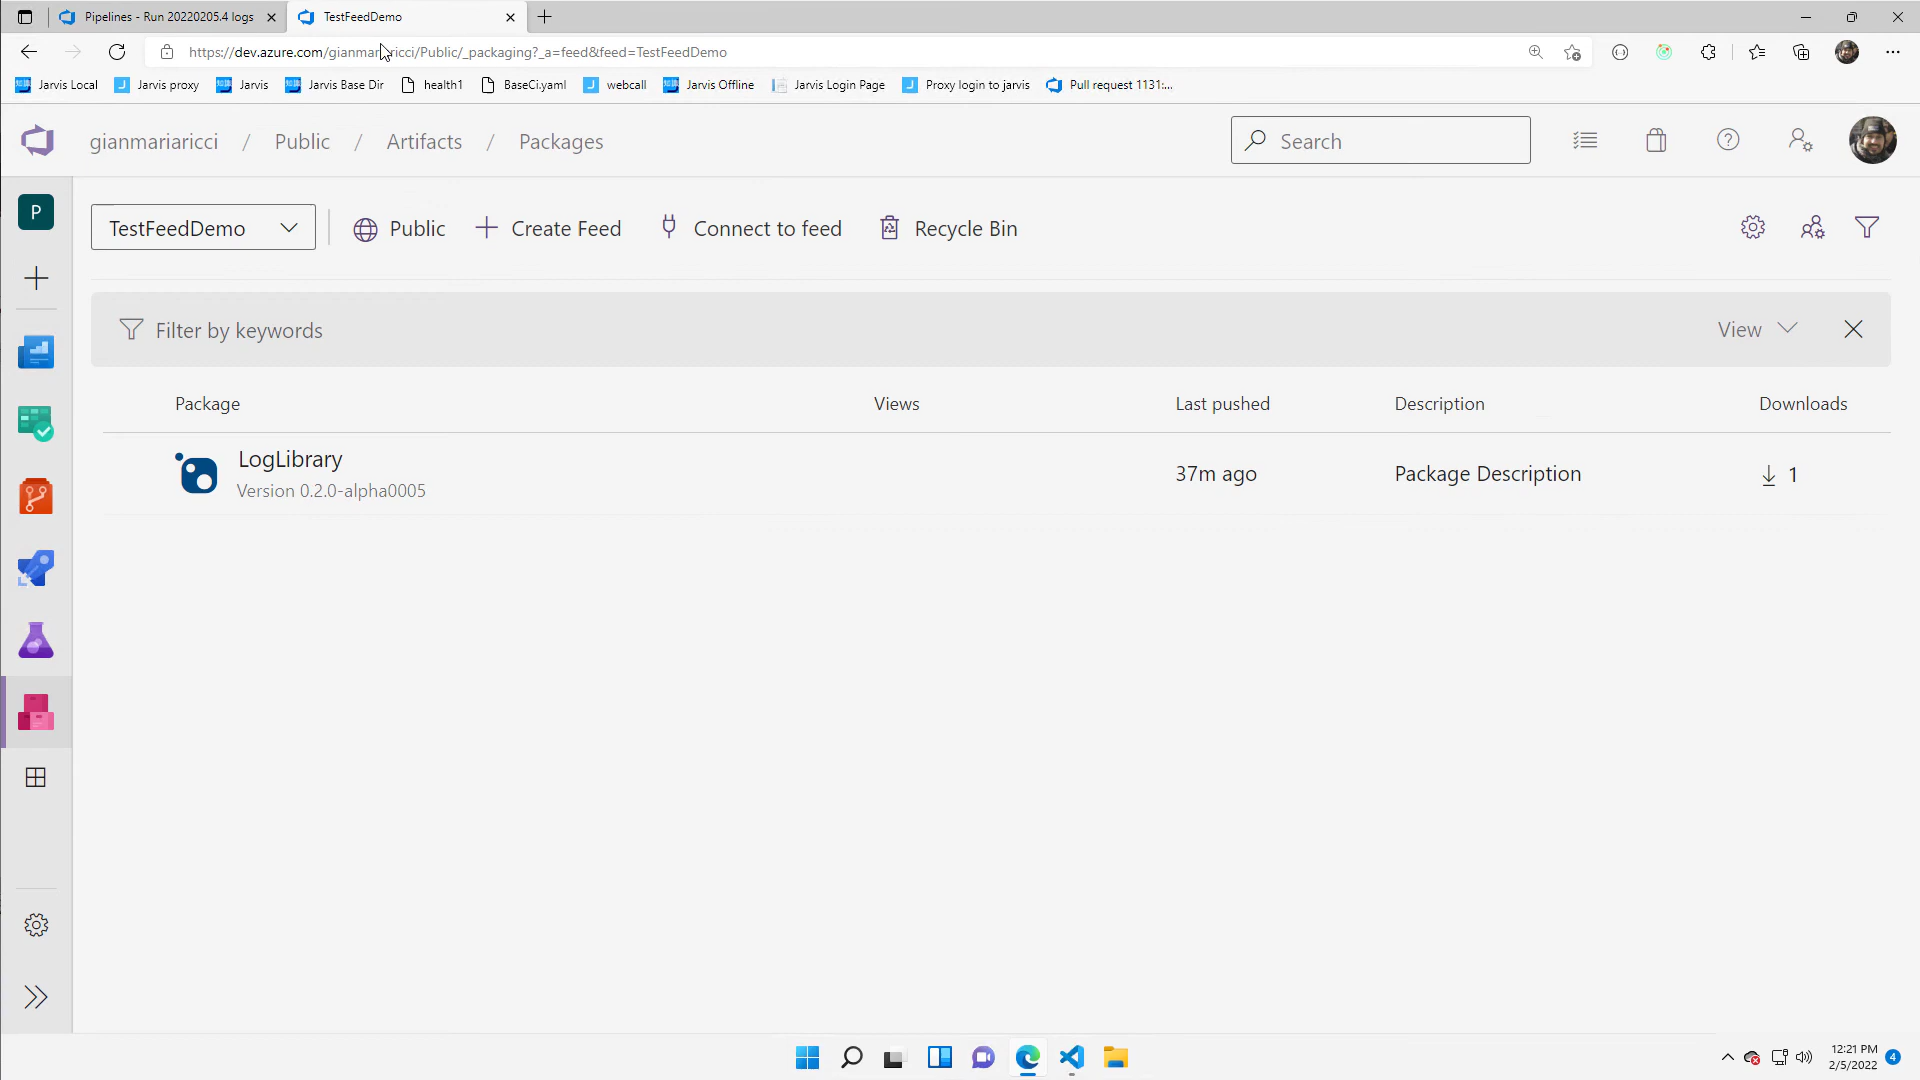 Pipelines - Run 20220205.4 logs
TestFeedDemo
https://dev.azure.com/gianmariaricci/Public/_packaging?_a=feed&feed=TestFeedDemo
Jarvis Local
Jarvis proxy
Jarvis
Jarvis Base Dir
health1
BaseCi.yaml
webcall
Jarvis Offline
Jarvis Login Page
Proxy login to jarvis
Pull request 1131:...
gianmariaricci / Public / Artifacts / Packages
Search
P
TestFeedDemo
Public
Create Feed
Connect to feed
Recycle Bin
Filter by keywords
View
Package
Views
Last pushed
Description
Downloads
LogLibrary
Version 0.2.0-alpha0005
37m ago
Package Description
1
12:21 PM
2/5/2022
4